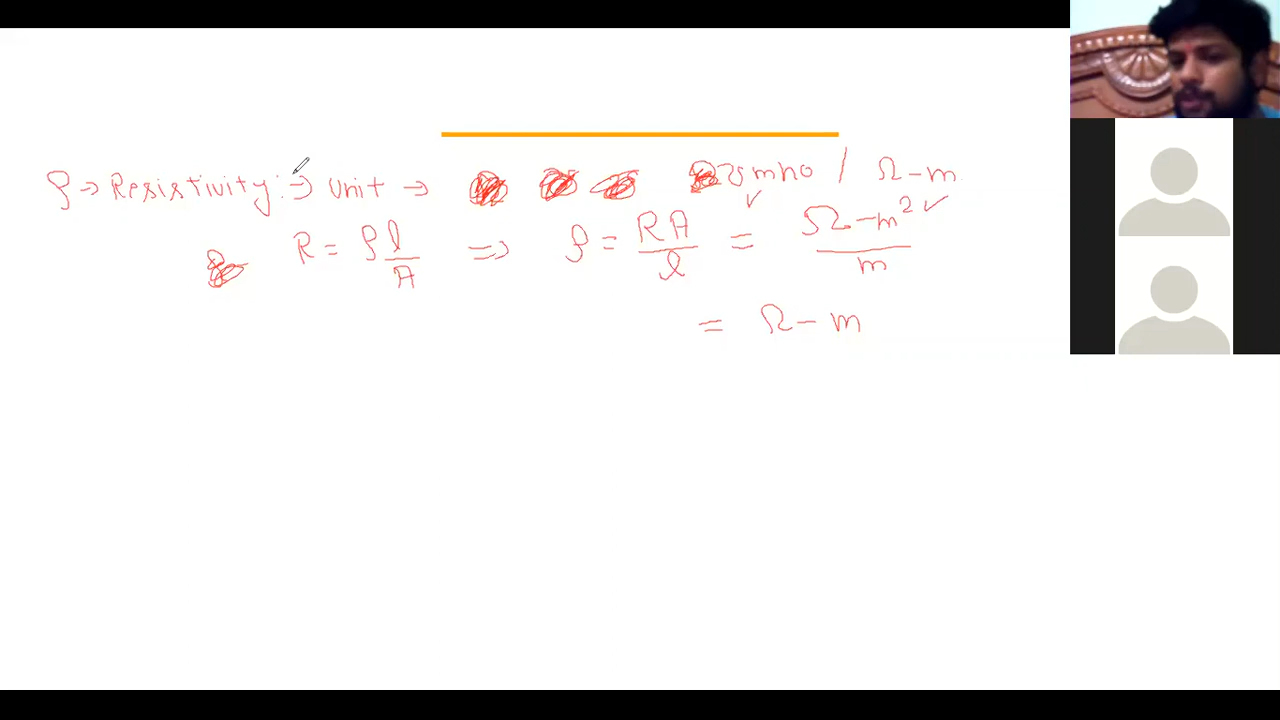 ρ → Resistivity :→ Unit → ℧ mho / Ω-m
R = ρ l / A ⇒ ρ = RA / l = Ω-m² / m
= Ω-m